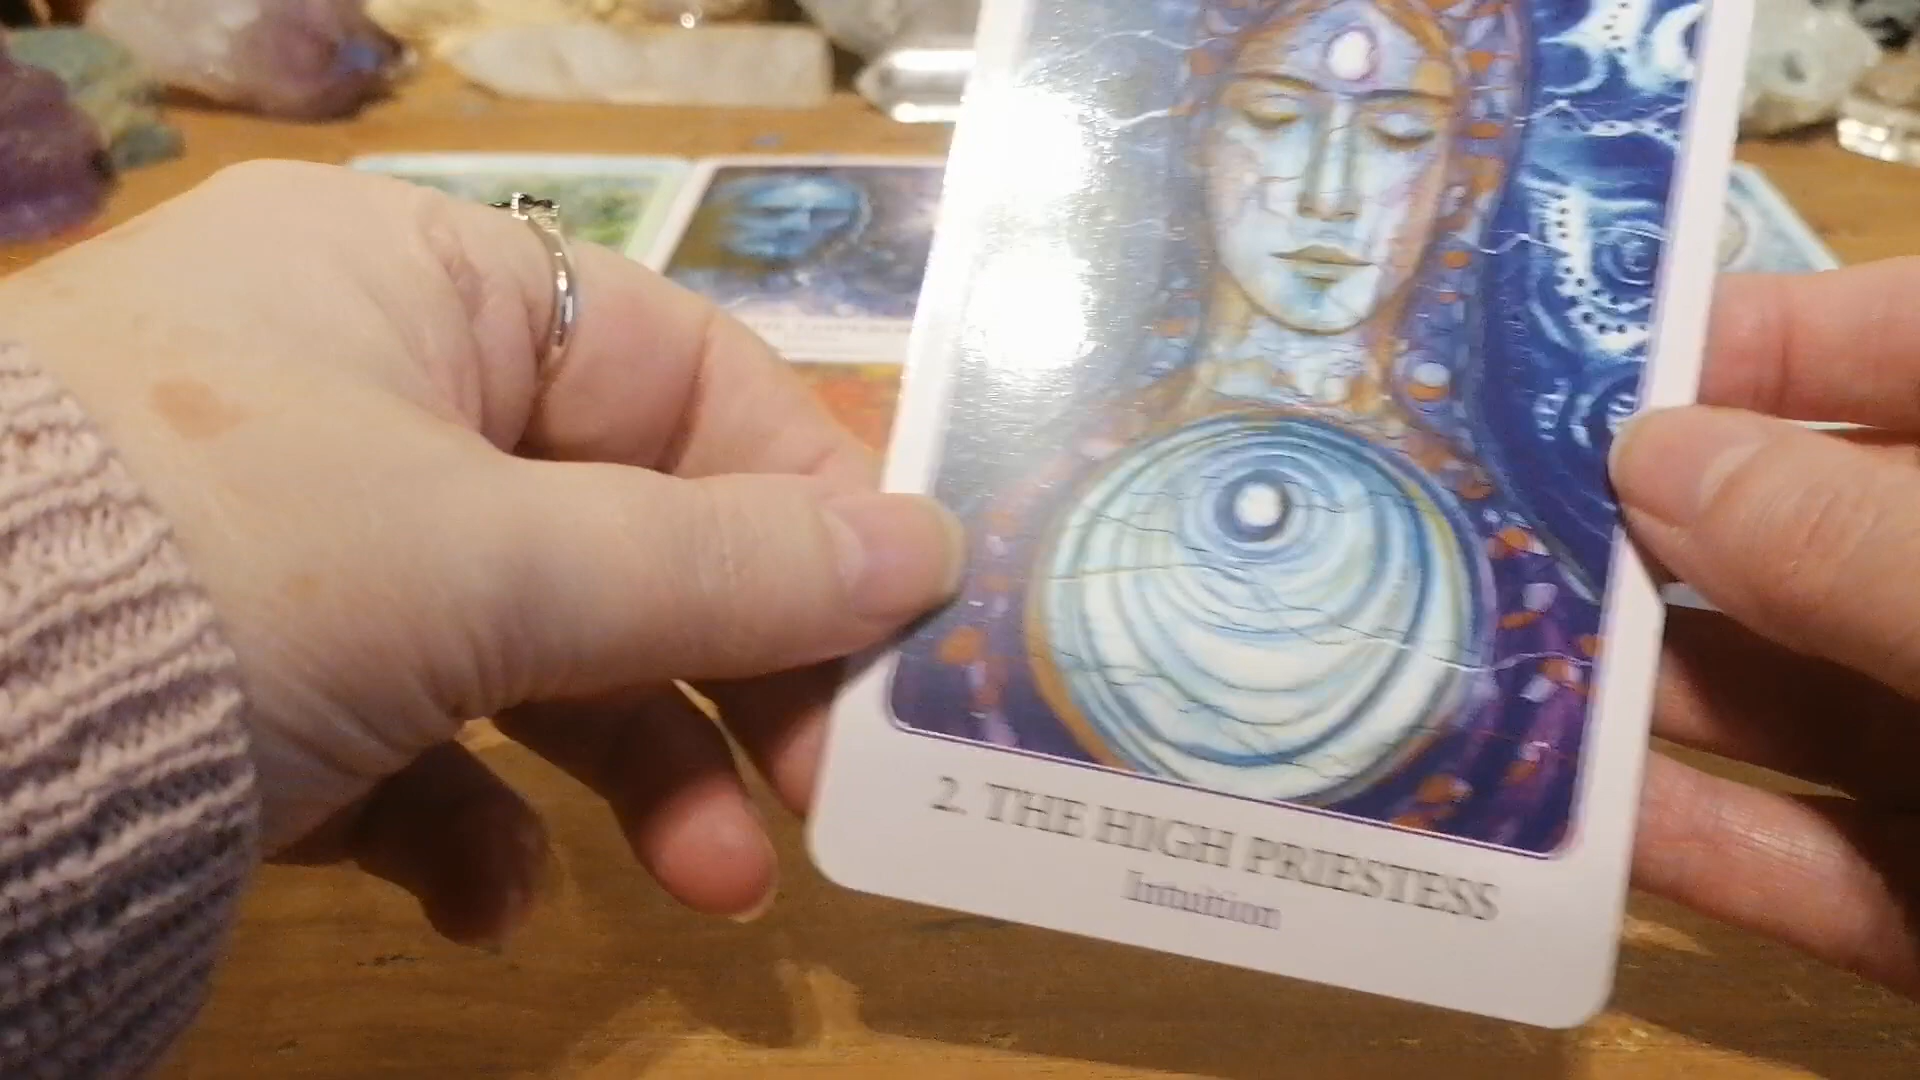 2. THE HIGH PRIESTESS
Intuition